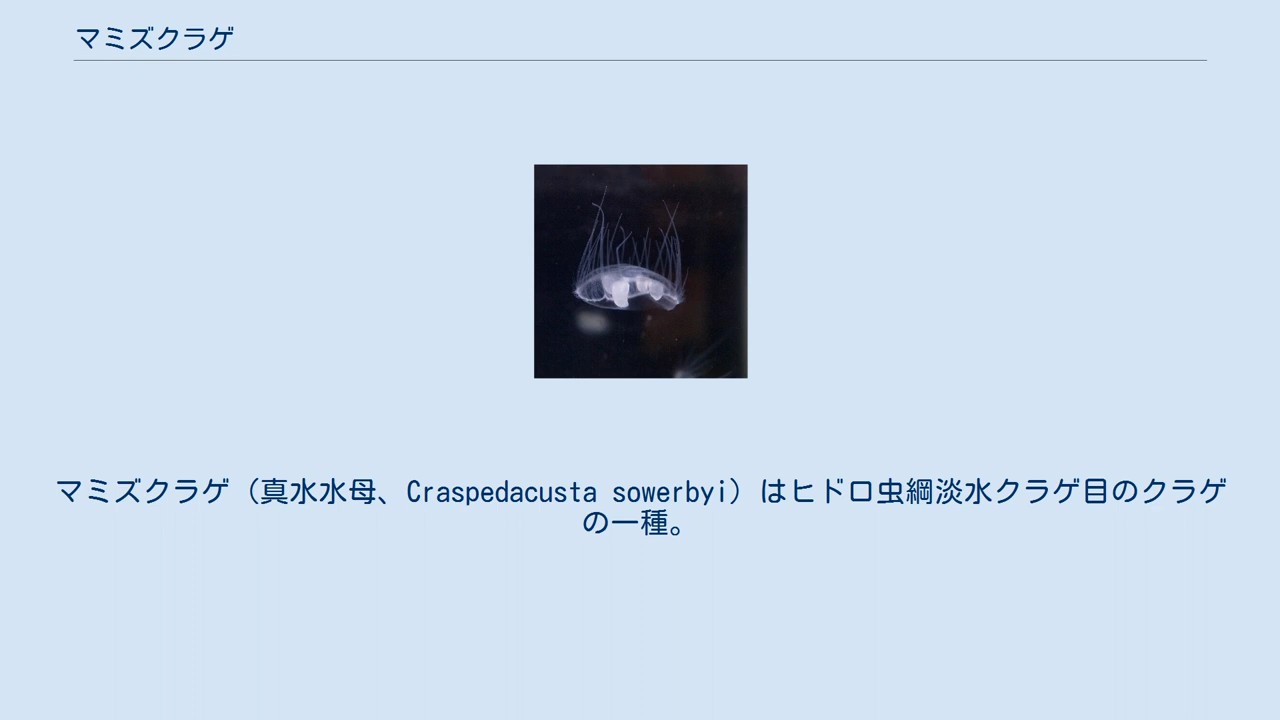 マミズクラゲ
マミズクラゲ（真水水母、Craspedacusta sowerbyi）はヒドロ虫綱淡水クラゲ目のクラゲ
の一種。